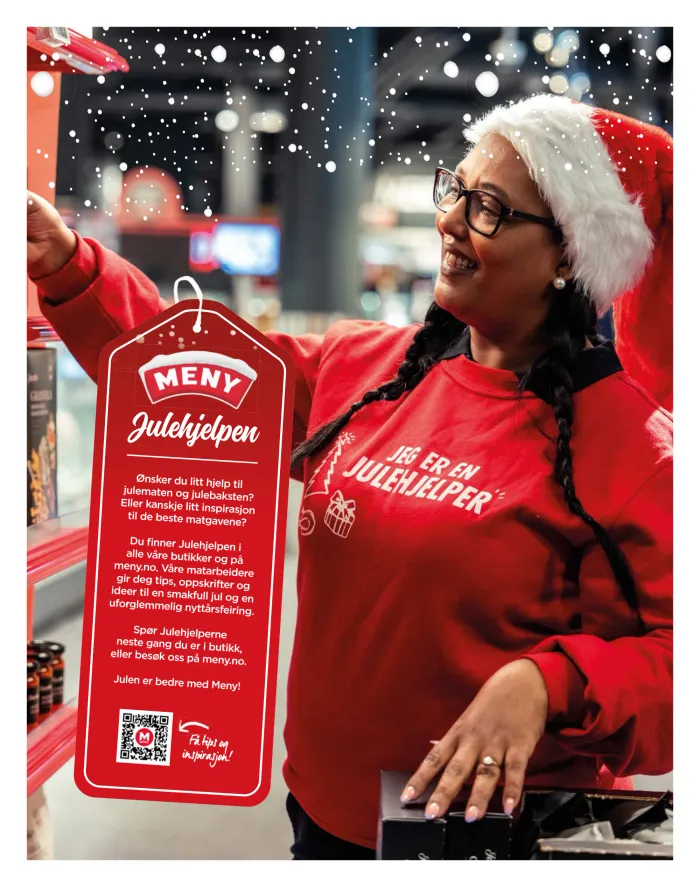 MENY
Julehjelpen
Ønsker du litt hjelp til
julematen og julebaksten?
Eller kanskje litt inspirasjon
til de beste matgavene?
Du finner Julehjelpen i
alle våre butikker og på
meny.no. Våre matarbeidere
gir deg tips, oppskrifter og
ideer til en smakfull jul og en
uforglemmelig nyttårsfeiring.
Spør Julehjelperne
neste gang du er i butikk,
eller besøk oss på meny.no.
Julen er bedre med Meny!
M
Få tips og
inspirasjon!
JEG ER EN
JULEHJELPER